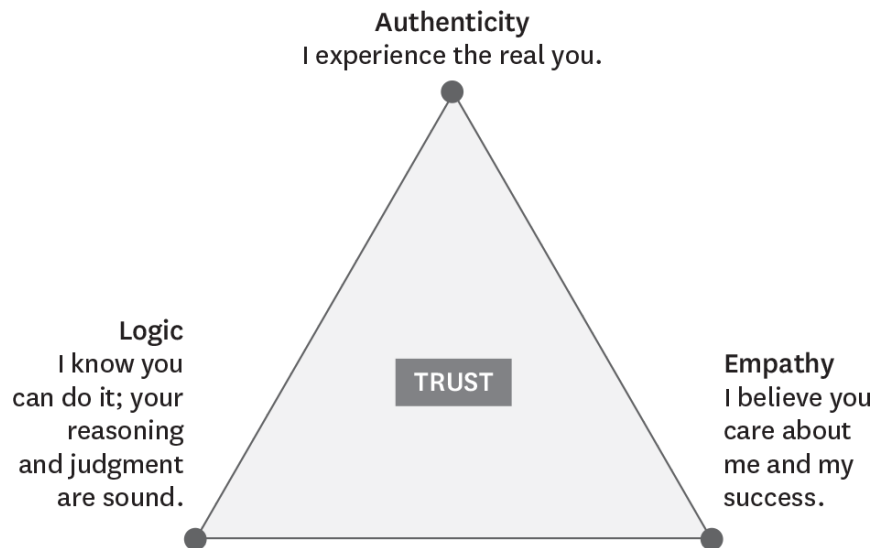 Authenticity
I experience the real you.
Logic
I know you
can do it; your
reasoning
and judgment
are sound.
TRUST
Empathy
I believe you
care about
me and my
success.